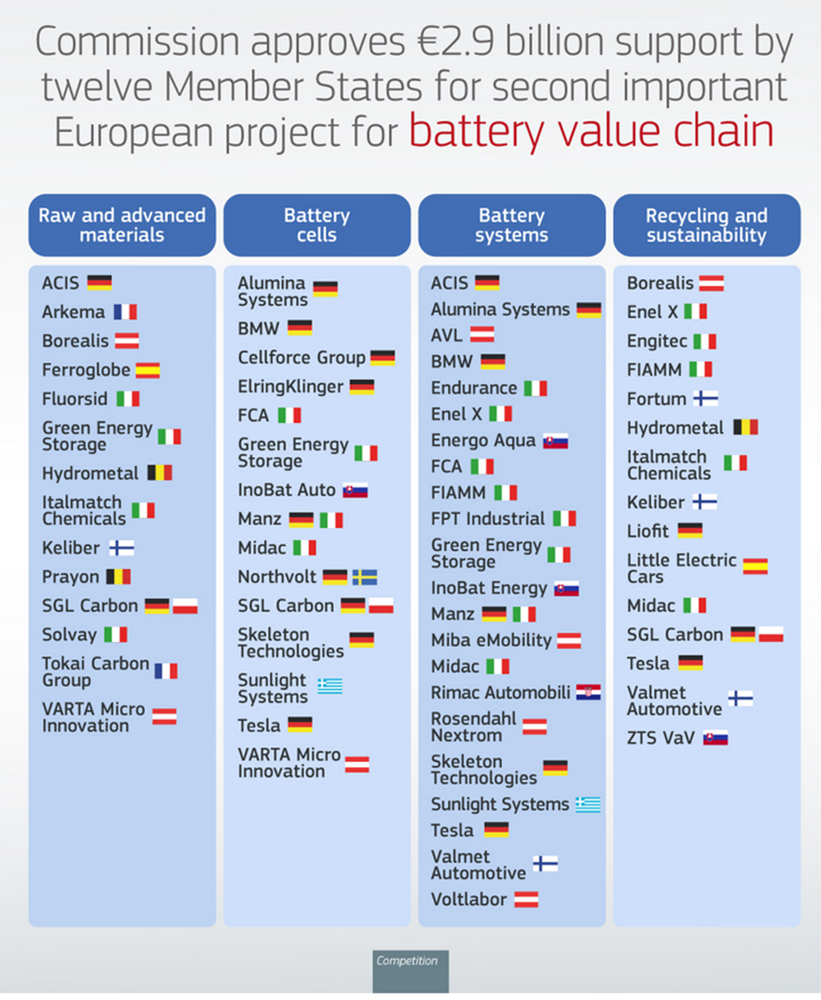 Commission approves €2.9 billion support by
twelve Member States for second important
European project for battery value chain
Raw and advanced
materials
ACIS
Arkema
Borealis
Ferroglobe
Fluorsid
Green Energy
Storage
Hydrometal
Italmatch
Chemicals
Keliber
Prayon
SGL Carbon
Solvay
Tokai Carbon
Group
VARTA Micro
Innovation
Battery
cells
Alumina
Systems
BMW
Cellforce Group
ElringKlinger
FCA
Green Energy
Storage
InoBat Auto
Manz
Midac
Northvolt
SGL Carbon
Skeleton
Technologies
Sunlight
Systems
Tesla
VARTA Micro
Innovation
Battery
systems
ACIS
Alumina Systems
AVL
BMW
Endurance
Enel X
Energo Aqua
FCA
FIAMM
FPT Industrial
Green Energy
Storage
InoBat Energy
Manz
Miba eMobility
Midac
Rimac Automobili
Rosendahl
Nextrom
Skeleton
Technologies
Sunlight Systems
Tesla
Valmet
Automotive
Voltlabor
Recycling and
sustainability
Borealis
Enel X
Engitec
FIAMM
Fortum
Hydrometal
Italmatch
Chemicals
Keliber
Liofit
Little Electric
Cars
Midac
SGL Carbon
Tesla
Valmet
Automotive
ZTS VaV
Competition